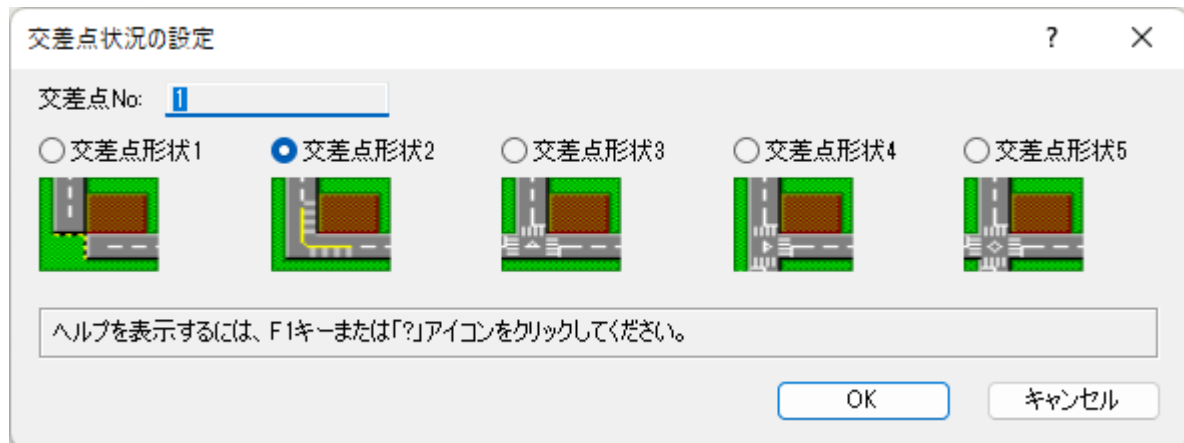 交差点状況の設定 ? ×
交差点No: 1
交差点形状1 交差点形状2 交差点形状3 交差点形状4 交差点形状5
ヘルプを表示するには、F1キーまたは「?」アイコンをクリックしてください。
OK キャンセル